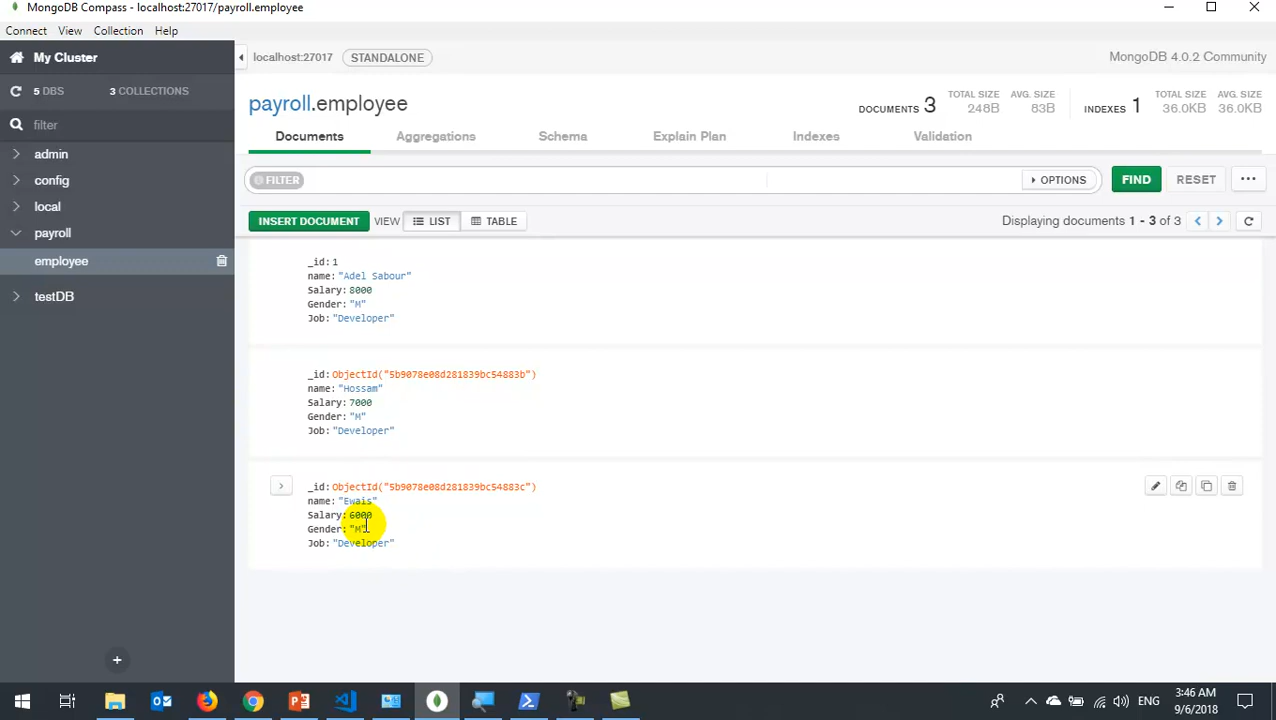 MongoDB Compass - localhost:27017/payroll.employee
Connect View Collection Help
My Cluster
localhost:27017 STANDALONE
MongoDB 4.0.2 Community
5 DBS 3 COLLECTIONS
filter
admin
config
local
payroll
employee
testDB
payroll.employee
DOCUMENTS 3 TOTAL SIZE 248B AVG. SIZE 83B INDEXES 1 TOTAL SIZE 36.0KB AVG. SIZE 36.0KB
Documents Aggregations Schema Explain Plan Indexes Validation
FILTER OPTIONS FIND RESET ...
INSERT DOCUMENT VIEW LIST TABLE Displaying documents 1 - 3 of 3
_id: 1
name: "Adel Sabour"
Salary: 8000
Gender: "M"
Job: "Developer"
_id: ObjectId("5b9078e08d281839bc54883b")
name: "Hossam"
Salary: 7000
Gender: "M"
Job: "Developer"
_id: ObjectId("5b9078e08d281839bc54883c")
name: "Ewais"
Salary: 6000
Gender: "M"
Job: "Developer"
ENG
3:46 AM
9/6/2018